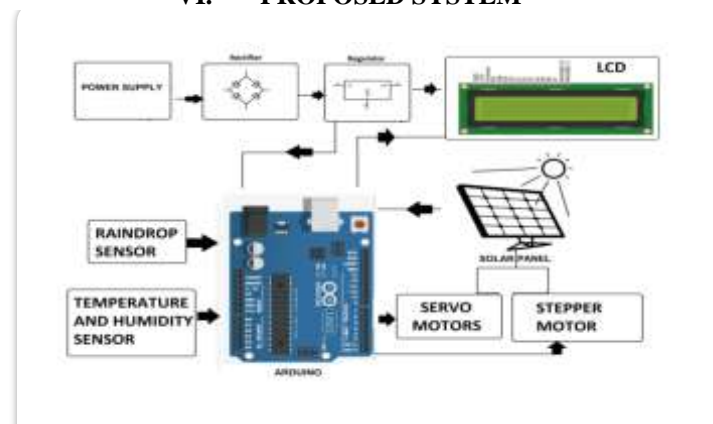 VI. PROPOSED SYSTEM
Rectifier
Regulator
LCD
POWER SUPPLY
RAINDROP
SENSOR
SOLAR PANEL
TEMPERATURE
AND HUMIDITY
SENSOR
SERVO
MOTORS
STEPPER
MOTOR
ARDUINO